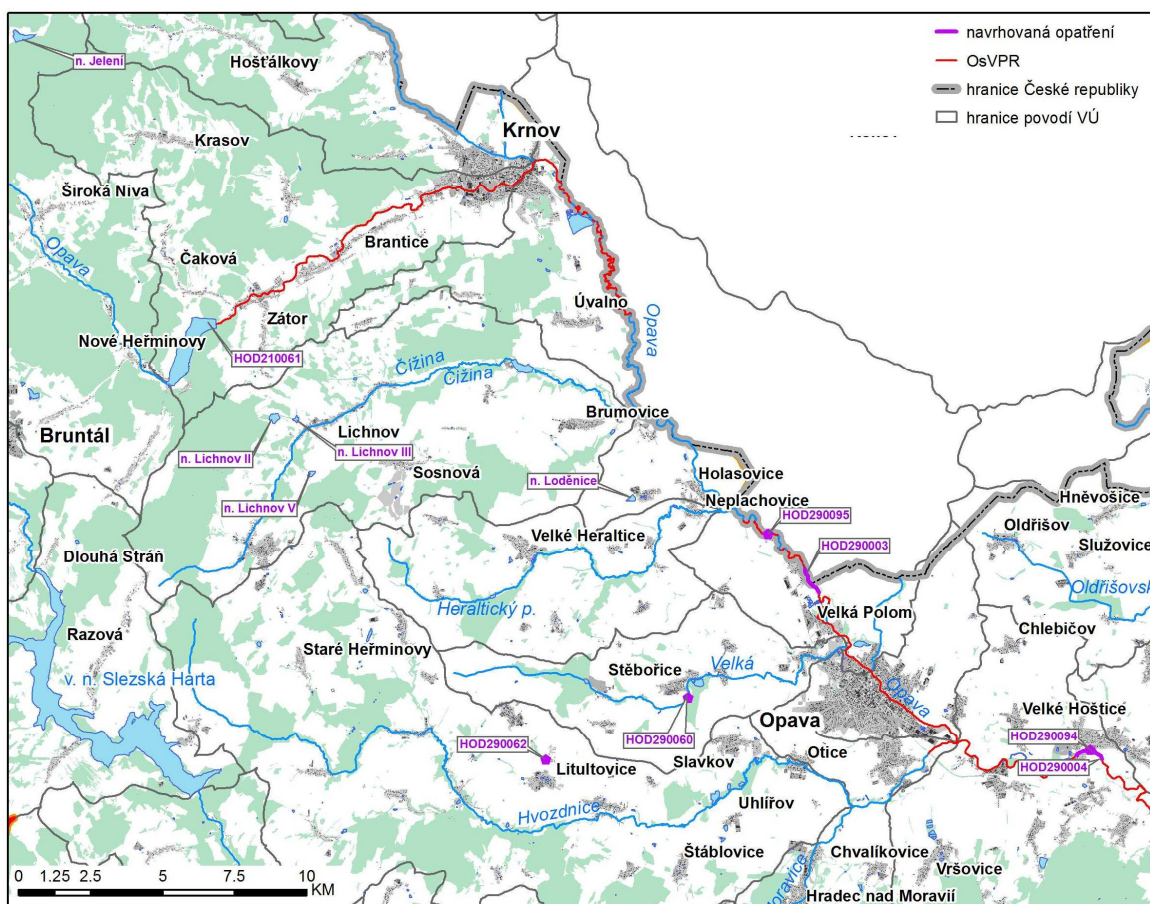 navrhovaná opatření
OsVPR
hranice České republiky
hranice povodí VÚ
n. Jelení
Hošťálkovy
Krnov
Krasov
Široká Niva
Opava
Čaková
Brantice
Zátor
Úvalno
Opava
Nové Heřminovy
HOD210061
Čižina
Čižina
Brumovice
Bruntál
Lichnov
n. Lichnov II
n. Lichnov III
Sosnová
n. Lichnov V
n. Loděnice
Holasovice
Neplachovice
HOD290095
Hněvošice
Oldřišov
Služovice
HOD290003
Velké Heraltice
Dlouhá Stráň
Oldřišovsk
Heraltický p.
Velká Polom
Chlebičov
Razová
Staré Heřminovy
v. n. Slezská Harta
Stěbořice
Velká
Opava
Velké Hoštice
HOD290094
HOD290060
Opava
HOD290062
Litultovice
Slavkov
Otice
HOD290004
Hvozdnice
Uhlířov
Štáblovice
Chvalíkovice
Vršovice
Moravice
Hradec nad Moravií
0 1.25 2.5 5 7.5 10
KM